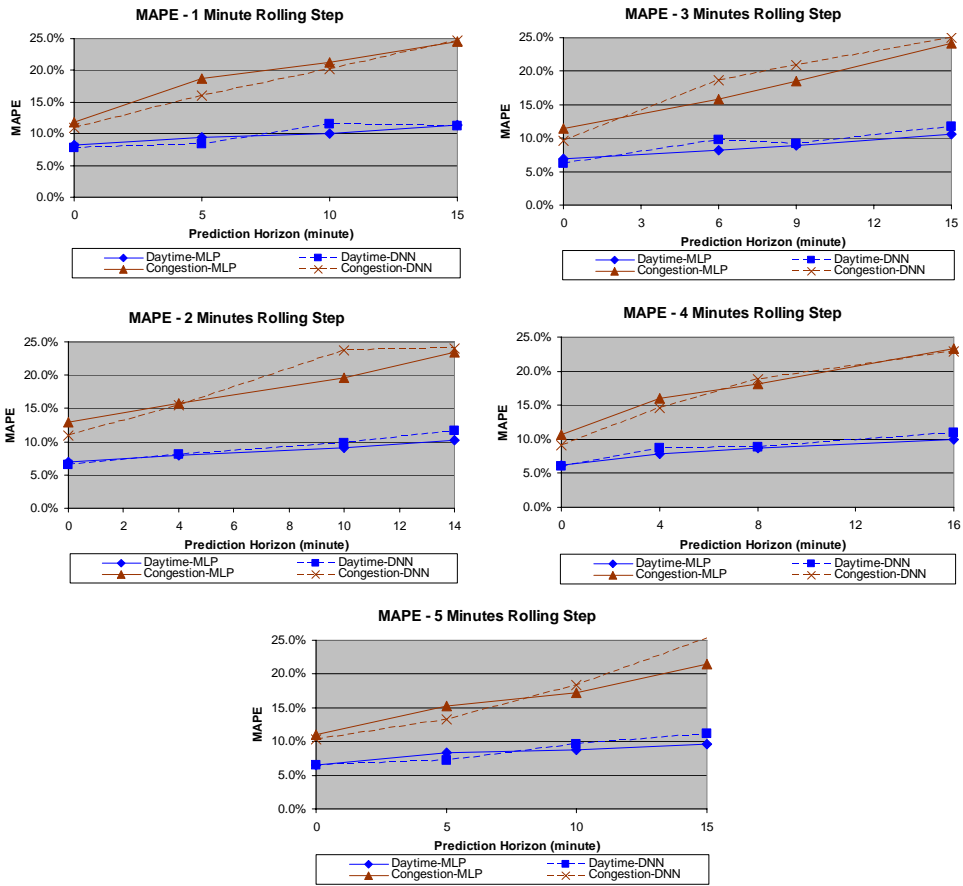 MAPE - 1 Minute Rolling Step
25.0%
20.0%
15.0%
10.0%
5.0%
0.0%
MAPE
0 5 10 15
Prediction Horizon (minute)
Daytime-MLP Daytime-DNN
Congestion-MLP Congestion-DNN
MAPE - 3 Minutes Rolling Step
25.0%
20.0%
15.0%
10.0%
5.0%
0.0%
MAPE
0 3 6 9 12 15
Prediction Horizon (minute)
Daytime-MLP Daytime-DNN
Congestion-MLP Congestion-DNN
MAPE - 2 Minutes Rolling Step
25.0%
20.0%
15.0%
10.0%
5.0%
0.0%
MAPE
0 2 4 6 8 10 12 14
Prediction Horizon (minute)
Daytime-MLP Daytime-DNN
Congestion-MLP Congestion-DNN
MAPE - 4 Minutes Rolling Step
25.0%
20.0%
15.0%
10.0%
5.0%
0.0%
MAPE
0 4 8 12 16
Prediction Horizon (minute)
Daytime-MLP Daytime-DNN
Congestion-MLP Congestion-DNN
MAPE - 5 Minutes Rolling Step
25.0%
20.0%
15.0%
10.0%
5.0%
0.0%
MAPE
0 5 10 15
Prediction Horizon (minute)
Daytime-MLP Daytime-DNN
Congestion-MLP Congestion-DNN